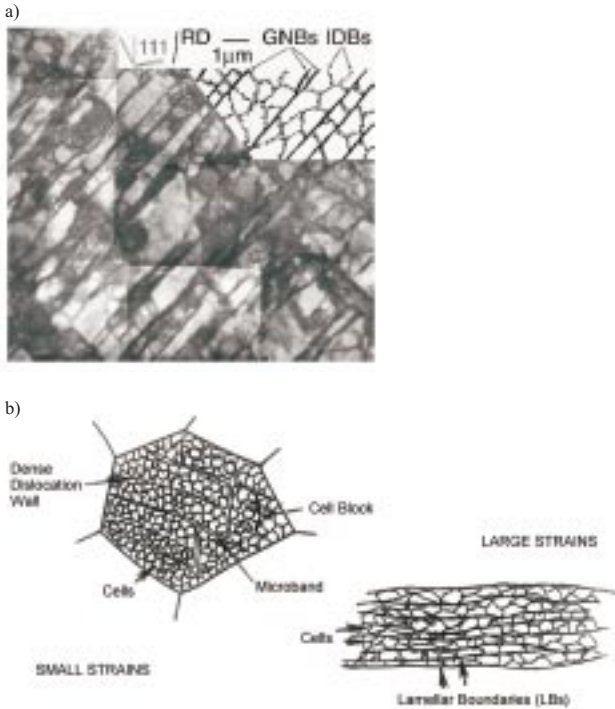 a)
|111| RD — GNBs IDBs
1μm
b)
Dense
Dislocation
Wall
Cell Block
LARGE STRAINS
Microband
Cells
Cells
SMALL STRAINS
Lamellar Boundaries (LBs)